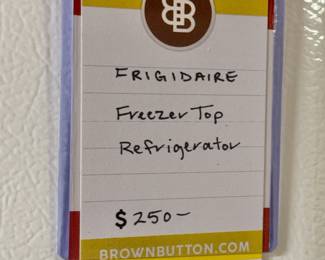 BB
FRIGIDAIRE
Freezer Top
Refrigerator
$250-
BROWNBUTTON.COM